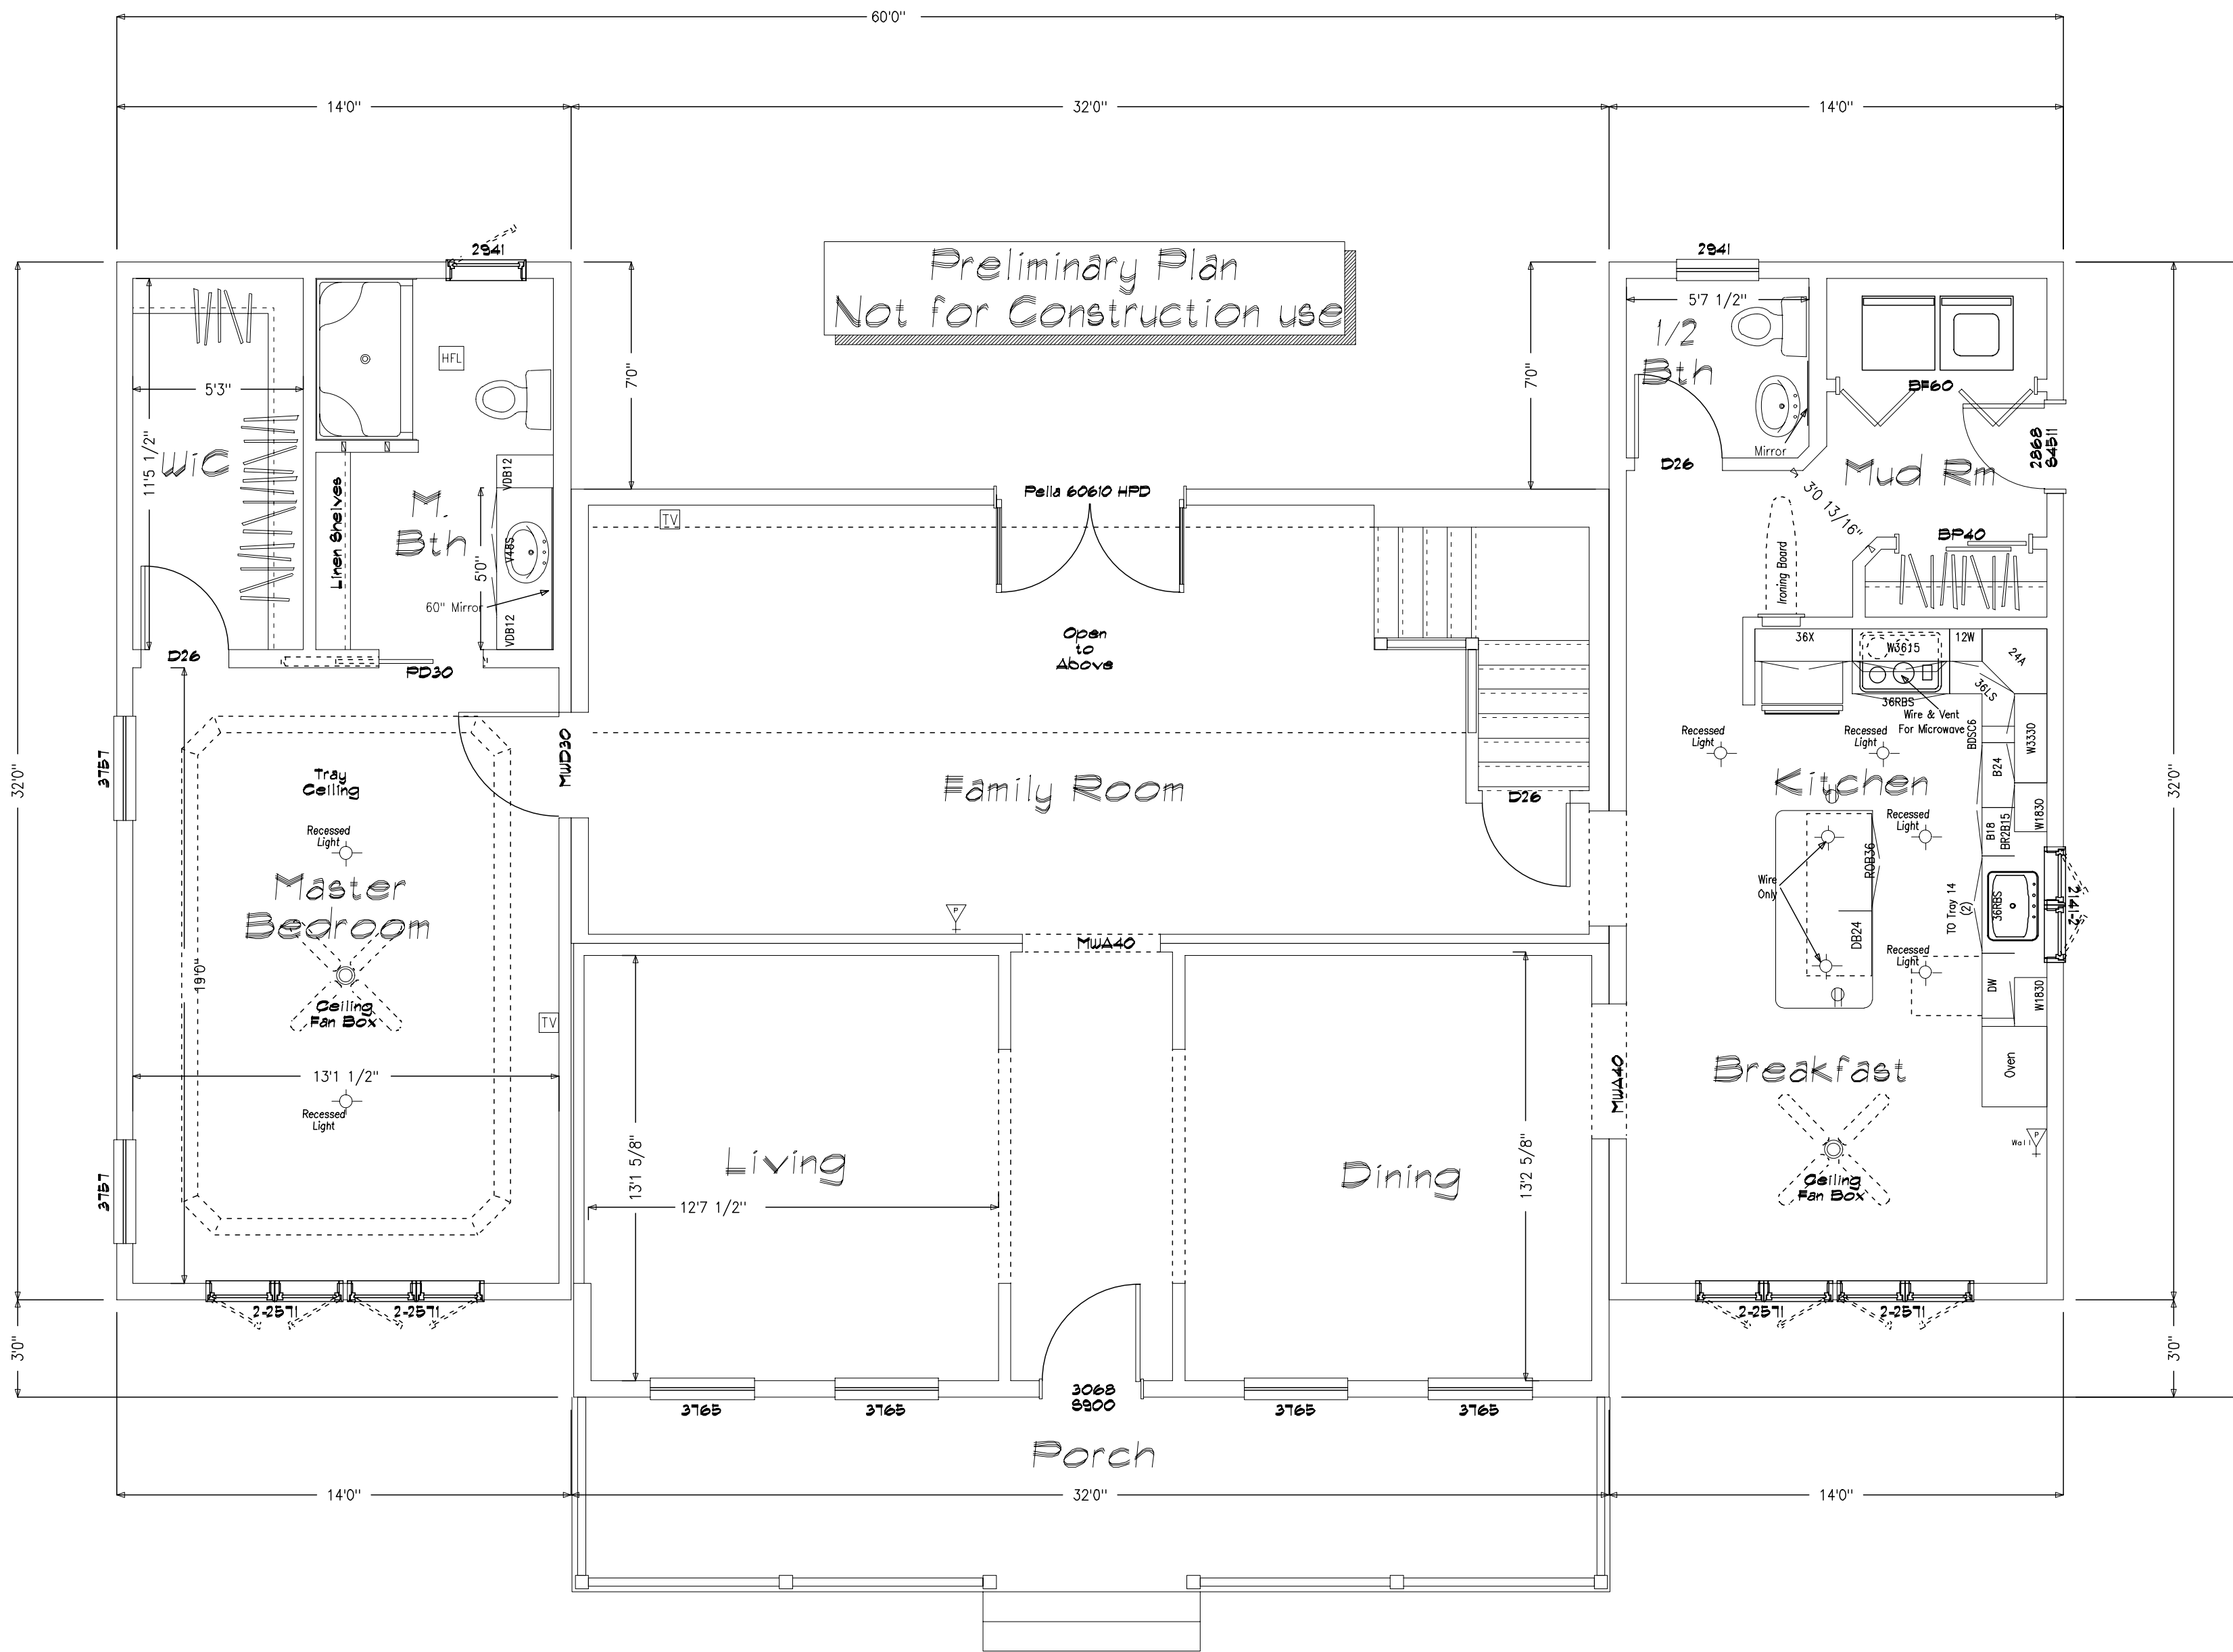 60'0"
14'0"
32'0"
14'0"
Preliminary Plan
Not for Construction use
2941
2941
5'7 1/2"
1/2
Bth
HFL
7'0"
7'0"
5'3"
BF60
11'5 1/2"
WiC
Linen Shelves
M.
Bth
VDB12
V48S
VDB12
5'0"
60" Mirror
Mirror
2868
84511
D26
Mud Rm
3'0 13/16"
Pella 60610 HPD
TV
BP40
Ironing Board
Open
to
Above
D26
PD30
36X
W3615
12W
24A
36LS
36RBS
Wire & Vent
For Microwave
BDSC6
W3330
B24
Recessed
Light
Recessed
Light
3757
MWD30
32'0"
32'0"
Tray
Ceiling
Family Room
D26
Kitchen
Recessed
Light
Recessed
Light
B18
BR2B15
W1830
ROB36
Wire
Only
Master
Bedroom
P
TO Tray 14
(2)
36RBS
2141-2
DB24
MWA40
Recessed
Light
19'0"
DW
W1830
Ceiling
Fan Box
TV
Oven
13'1 1/2"
Breakfast
MWA40
Recessed
Light
P
Wall
Living
13'1 5/8"
12'7 1/2"
Dining
13'2 5/8"
3757
Ceiling
Fan Box
2-2571
2-2571
2-2571
2-2571
3'0"
3'0"
3765
3765
3068
8900
3765
3765
Porch
14'0"
32'0"
14'0"